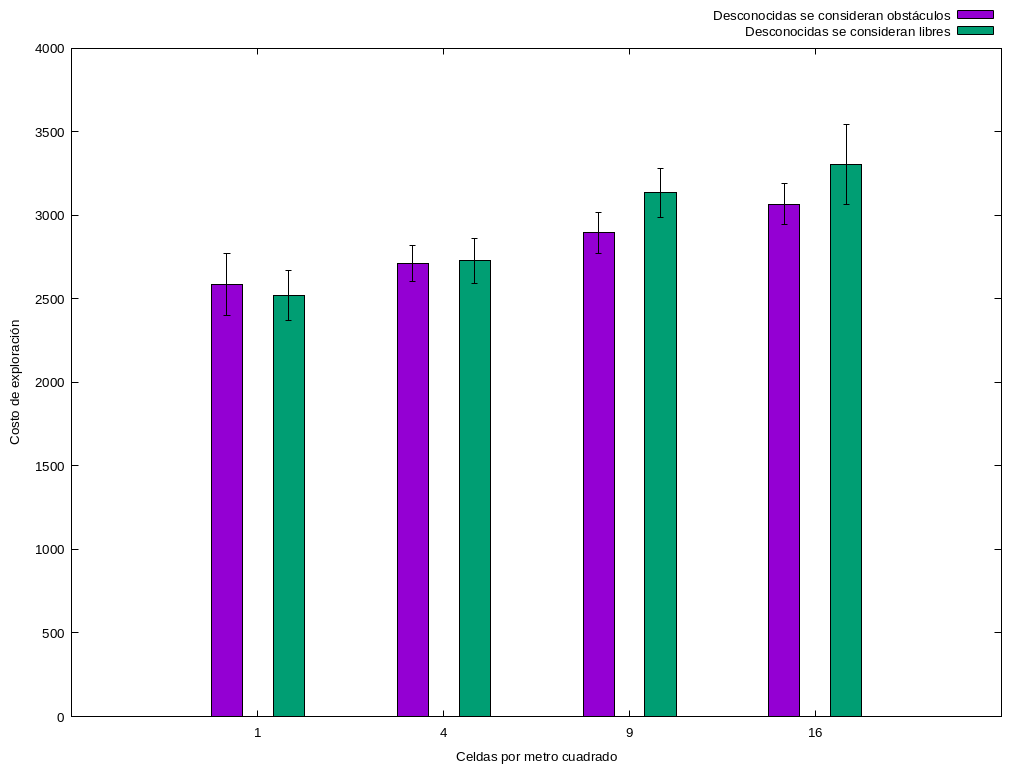 Desconocidas se consideran obstáculos
Desconocidas se consideran libres
4000
3500
3000
2500
2000
1500
1000
500
0
Costo de exploración
1 4 9 16
Celdas por metro cuadrado